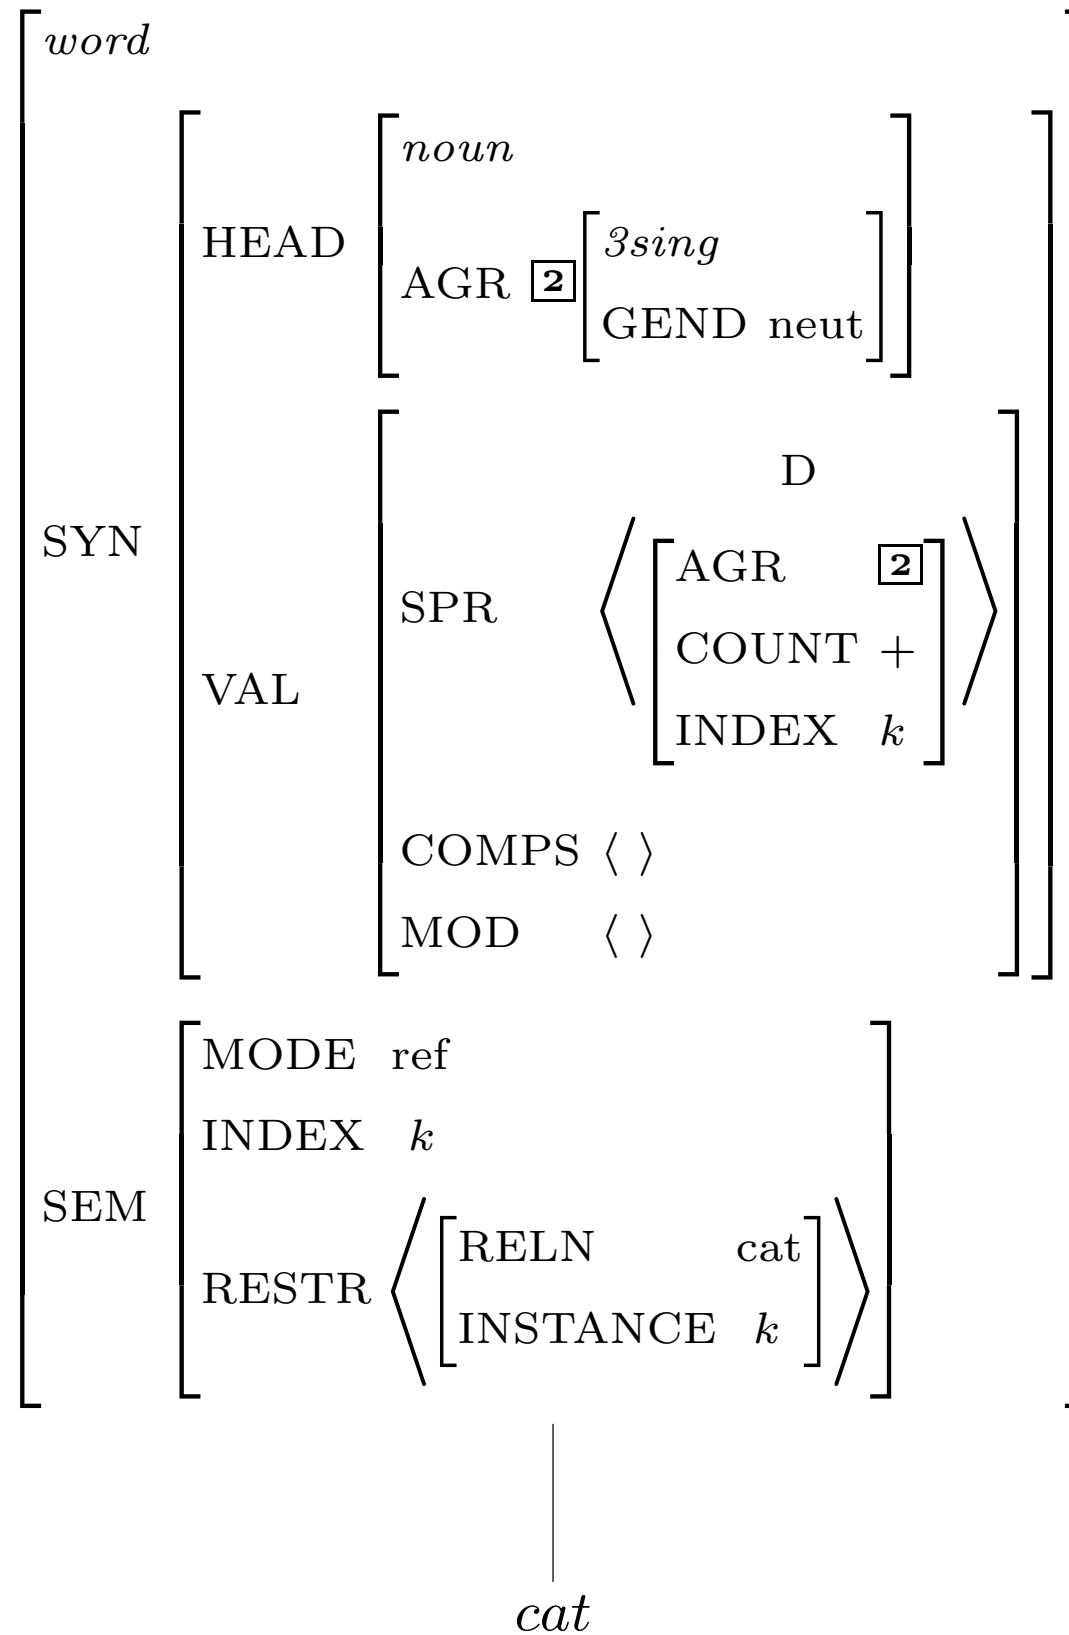 word
noun
HEAD
3sing
AGR 2
GEND neut
D
SYN
AGR 2
SPR
COUNT +
VAL
INDEX k
COMPS ⟨ ⟩
MOD ⟨ ⟩
MODE ref
INDEX k
SEM
RELN cat
RESTR
INSTANCE k
cat